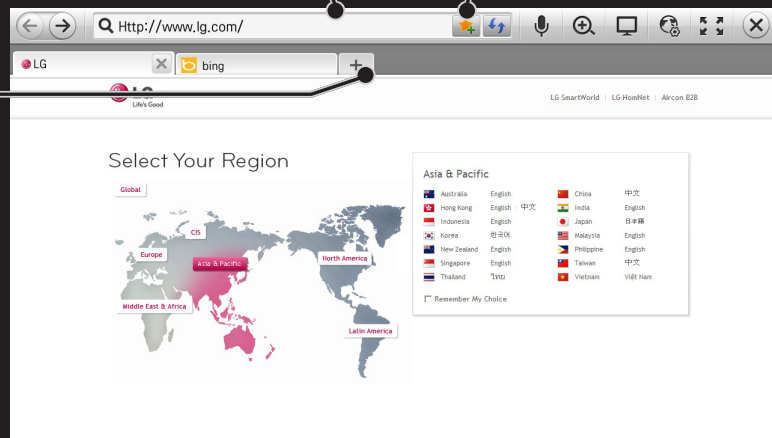 Http://www.lg.com/
LG
bing
LG
Life's Good
LG SmartWorld | LG HomNet | Aircon B2B
Select Your Region
Global
CIS
Europe
Asia & Pacific
North America
Middle East & Africa
Latin America
Asia & Pacific
Australia English China 中文
Hong Kong English 中文 India English
Indonesia English Japan 日本語
Korea 한국어 Malaysia English
New Zealand English Philippine English
Singapore English Taiwan 中文
Thailand ไทย Vietnam Việt Nam
Remember My Choice